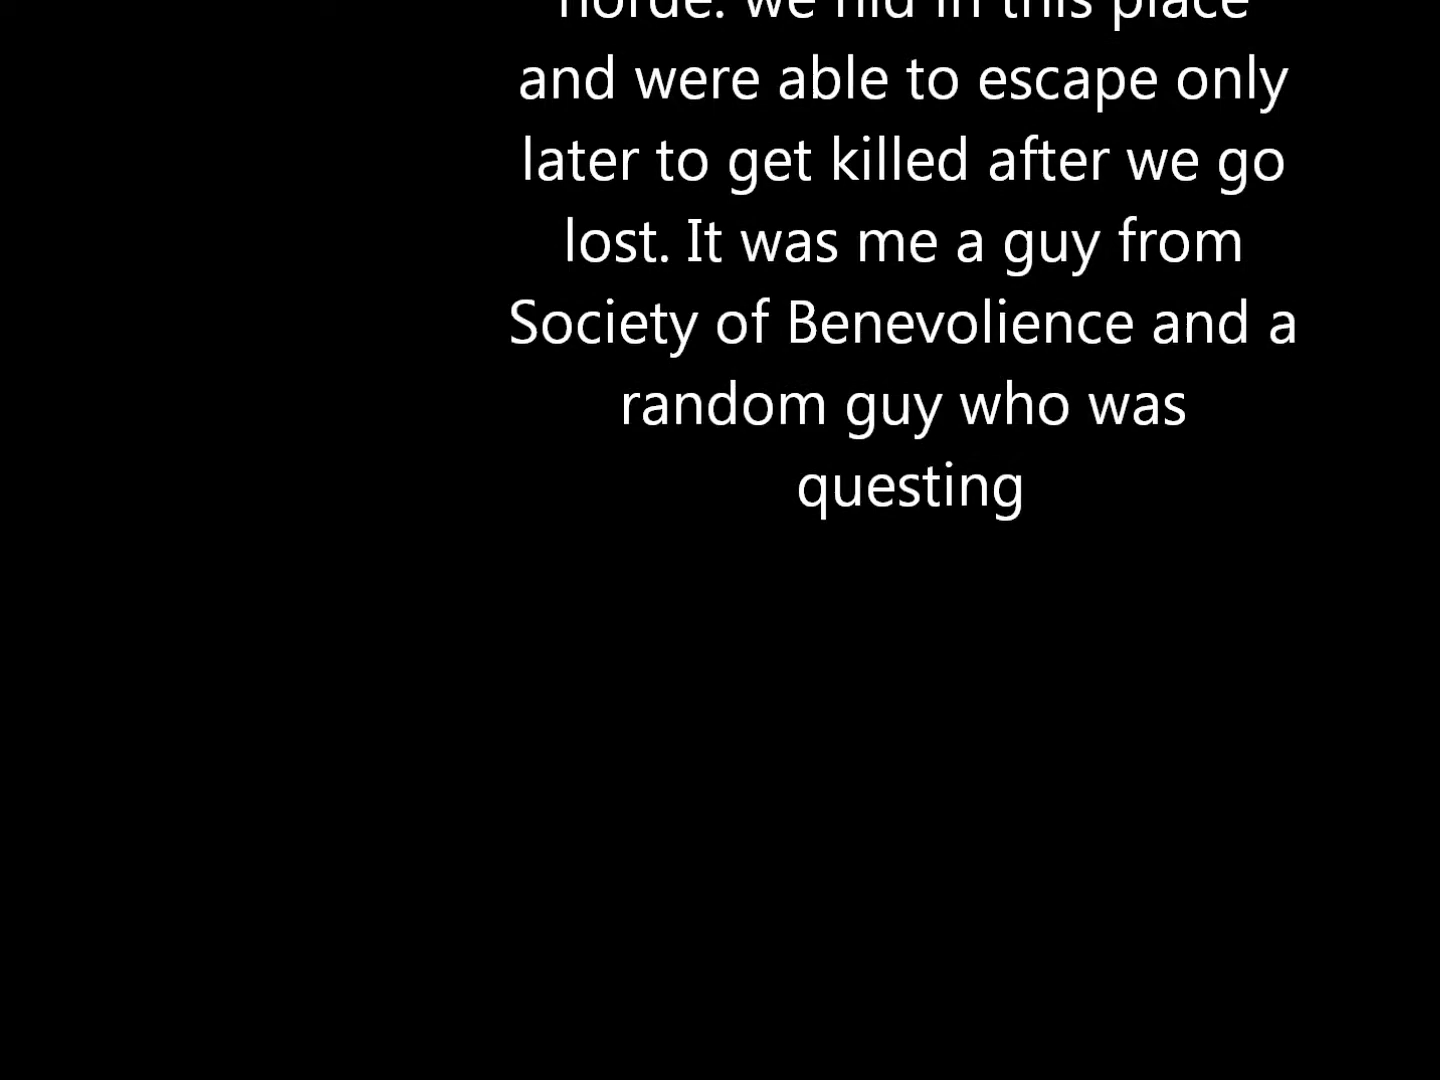 horde. we hid in this place
and were able to escape only
later to get killed after we go
lost. It was me a guy from
Society of Benevolience and a
random guy who was
questing